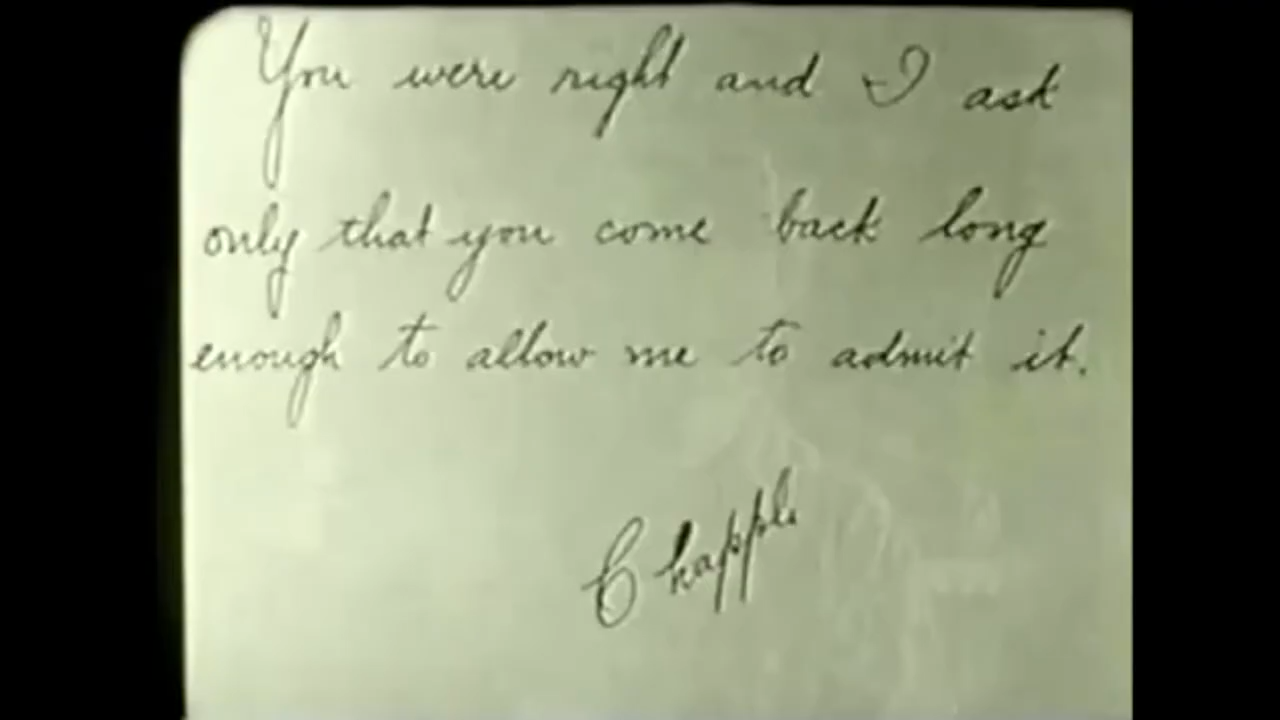 You were right and I ask
only that you come back long
enough to allow me to admit it.
Chapple